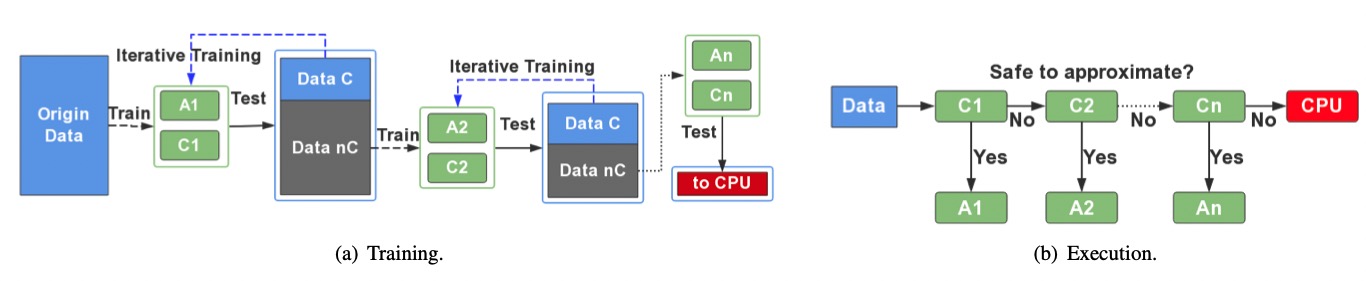 Origin
Data
Train
Iterative Training
A1
C1
Test
Data C
Data nC
Train
Iterative Training
A2
C2
Test
Data C
Data nC
An
Cn
Test
to CPU
(a) Training.
Safe to approximate?
Data
C1
No
C2
No
Cn
No
CPU
Yes
Yes
Yes
A1
A2
An
(b) Execution.